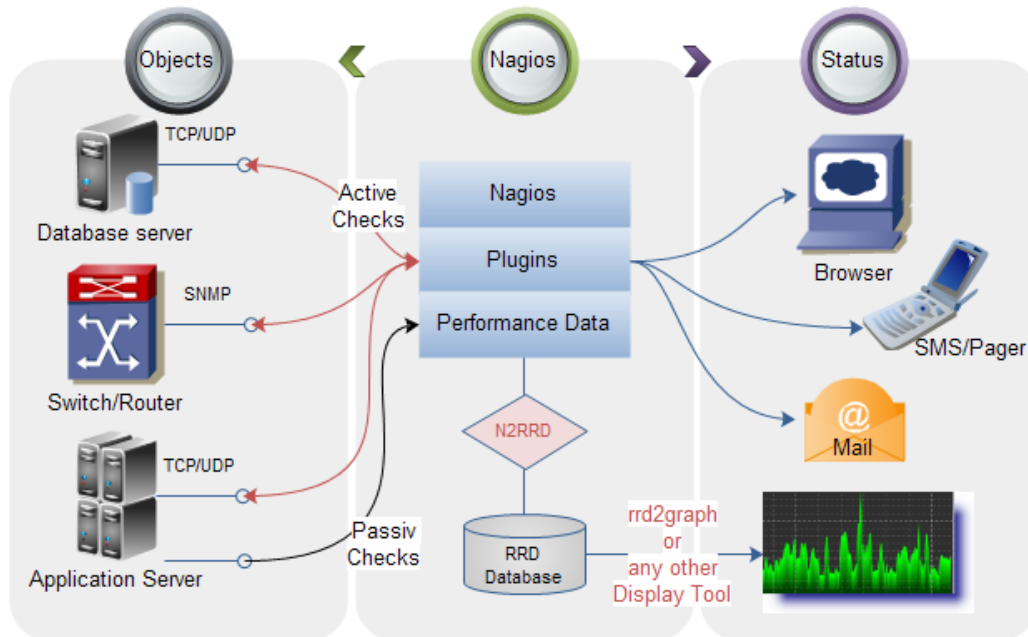 Objects
Nagios
Status
TCP/UDP
Database server
SNMP
Switch/Router
TCP/UDP
Application Server
Active
Checks
Passiv
Checks
Nagios
Plugins
Performance Data
N2RRD
RRD
Database
rrd2graph
or
any other
Display Tool
Browser
SMS/Pager
@
Mail